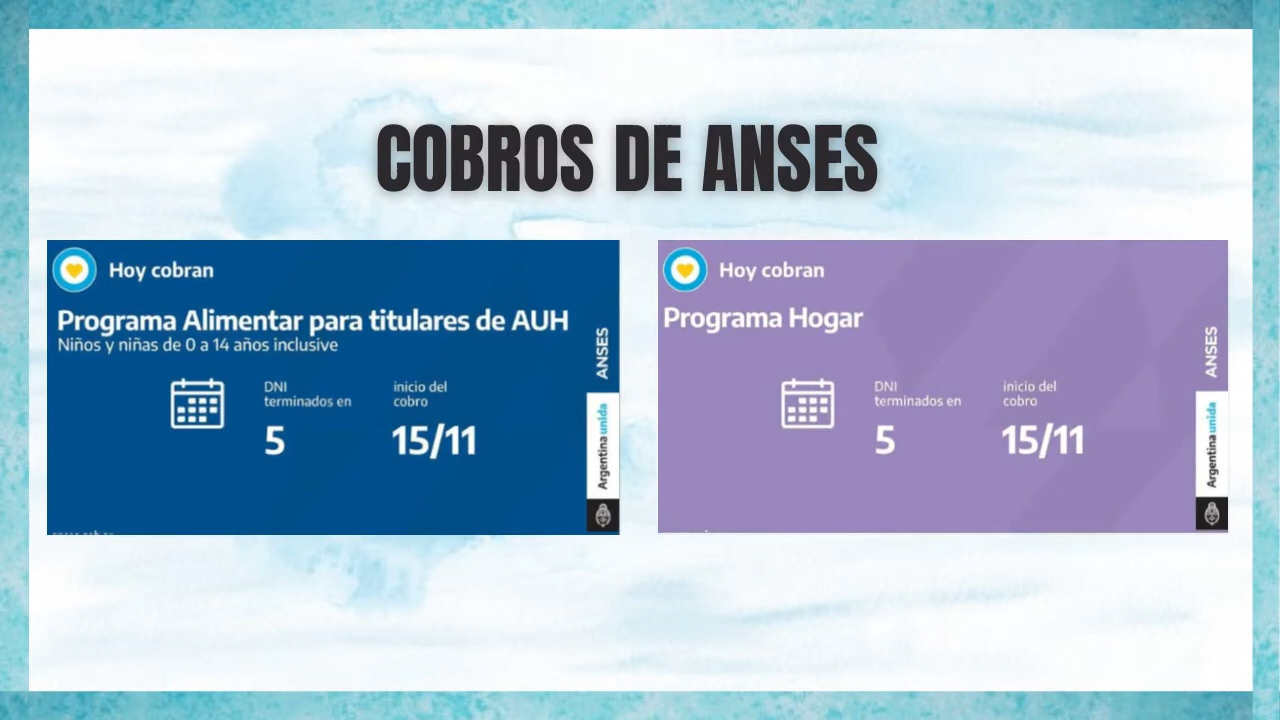 COBROS DE ANSES
Hoy cobran
Programa Alimentar para titulares de AUH
Niños y niñas de 0 a 14 años inclusive
DNI
terminados en
5
inicio del
cobro
15/11
ANSES
Argentina unida
Hoy cobran
Programa Hogar
DNI
terminados en
5
inicio del
cobro
15/11
ANSES
Argentina unida